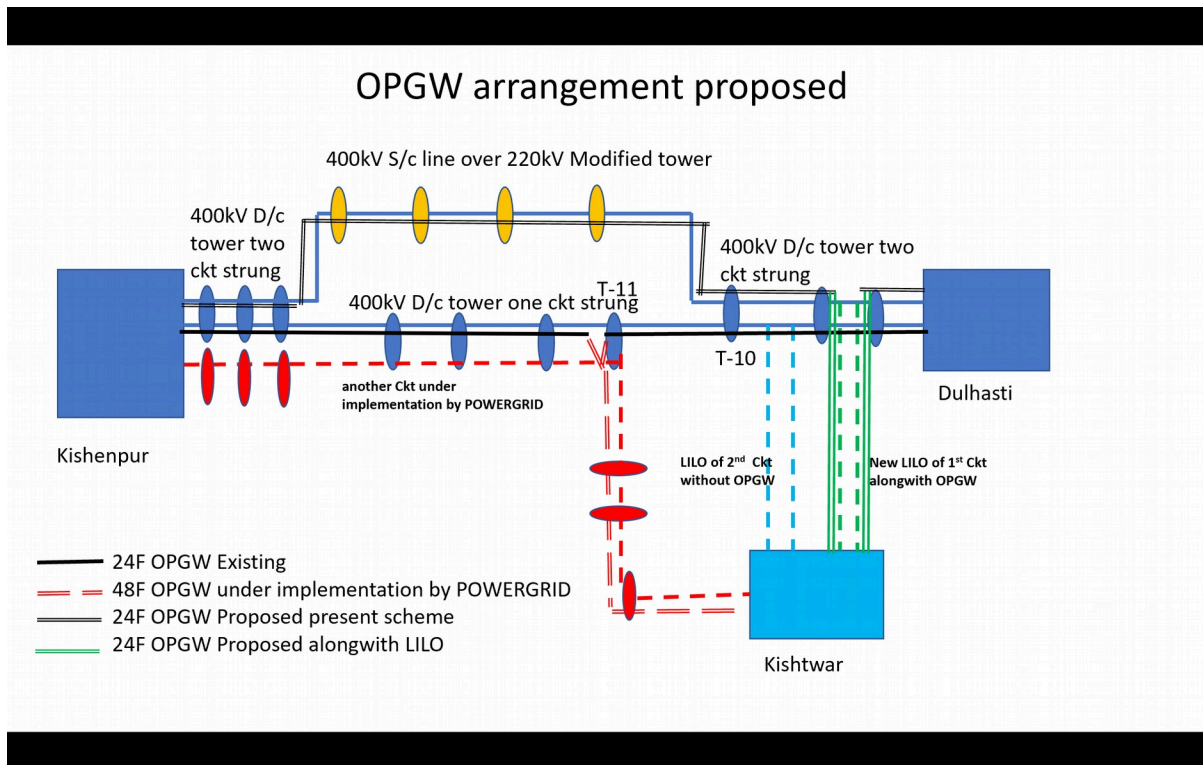 OPGW arrangement proposed
400kV S/c line over 220kV Modified tower
400kV D/c
tower two
ckt strung
400kV D/c tower two
ckt strung
T-11
400kV D/c tower one ckt strung
T-10
another Ckt under
implementation by POWERGRID
Dulhasti
Kishenpur
LILO of 2nd Ckt
without OPGW
New LILO of 1st Ckt
alongwith OPGW
24F OPGW Existing
48F OPGW under implementation by POWERGRID
24F OPGW Proposed present scheme
24F OPGW Proposed alongwith LILO
Kishtwar